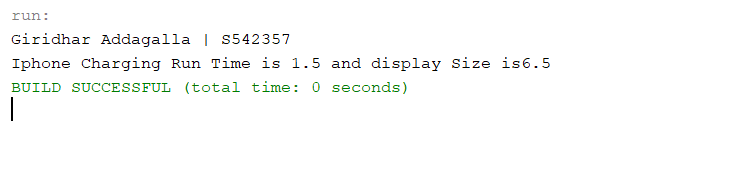 run:
Giridhar Addagalla | S542357
Iphone Charging Run Time is 1.5 and display Size is6.5
BUILD SUCCESSFUL (total time: 0 seconds)